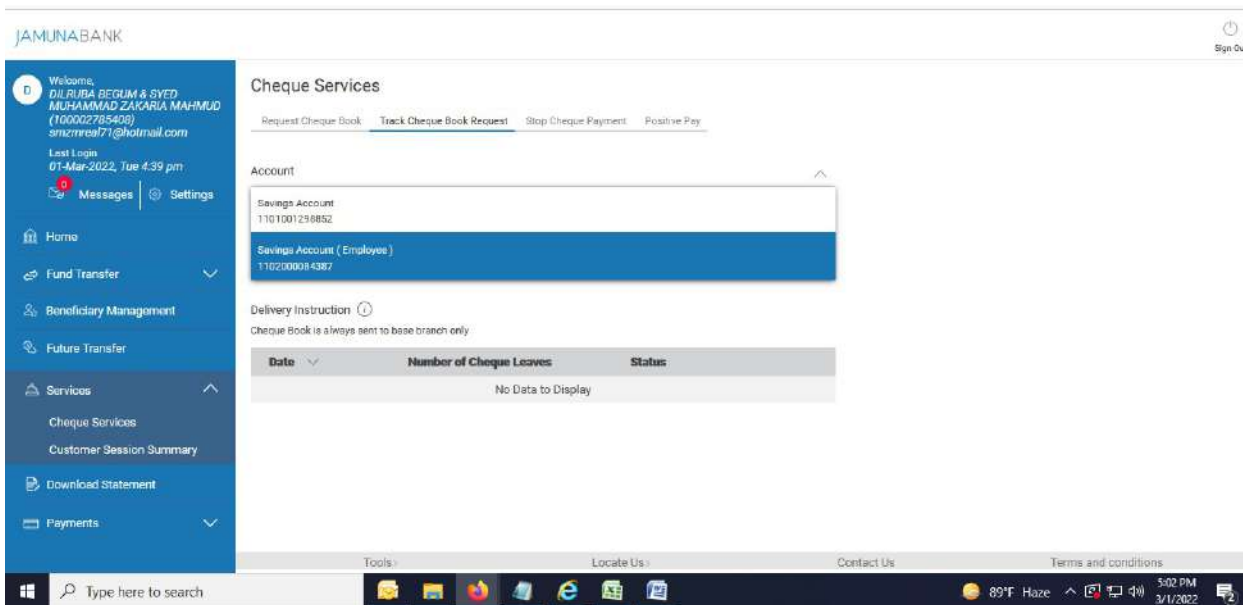 JAMUNABANK
Sign Ou
D
Welcome,
DILRUBA BEGUM & SYED
MUHAMMAD ZAKARIA MAHMUD
(100002785408)
smzmreal71@hotmail.com
Last Login
01-Mar-2022, Tue 4:39 pm
0
Messages
Settings
Home
Fund Transfer
Beneficiary Management
Future Transfer
Services
Cheque Services
Customer Session Summary
Download Statement
Payments
Cheque Services
Request Cheque Book Track Cheque Book Request Stop Cheque Payment Positive Pay
Account
Savings Account
1101001298852
Savings Account ( Employee )
1102000084387
Delivery Instruction
Cheque Book is always sent to base branch only
Date Number of Cheque Leaves Status
No Data to Display
Tools Locate Us Contact Us Terms and conditions
Type here to search
89°F Haze
5:02 PM
3/1/2022
2